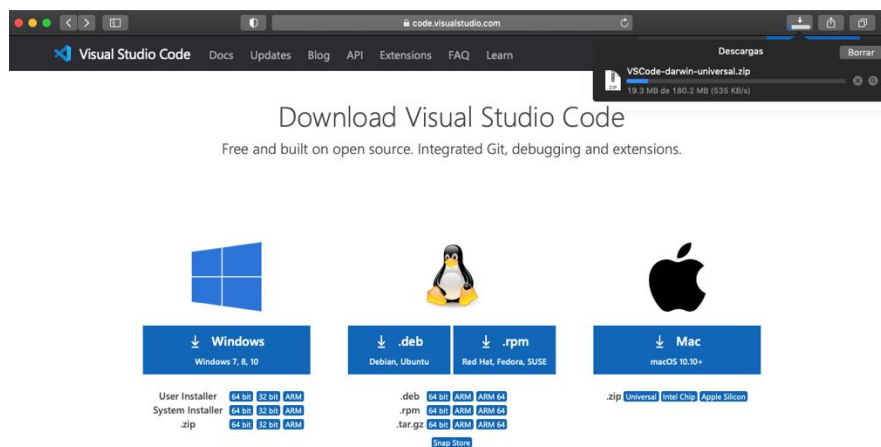 code.visualstudio.com
Visual Studio Code Docs Updates Blog API Extensions FAQ Learn
Descargas Borrar
VSCode-darwin-universal.zip
ZIP
19.3 MB de 180.2 MB (535 KB/s)
Download Visual Studio Code
Free and built on open source. Integrated Git, debugging and extensions.
Windows
Windows 7, 8, 10
User Installer 64 bit 32 bit ARM
System Installer 64 bit 32 bit ARM
.zip 64 bit 32 bit ARM
.deb
Debian, Ubuntu
.rpm
Red Hat, Fedora, SUSE
.deb 64 bit ARM ARM 64
.rpm 64 bit ARM ARM 64
.tar.gz 64 bit ARM ARM 64
Snap Store
Mac
macOS 10.10+
.zip Universal Intel Chip Apple Silicon